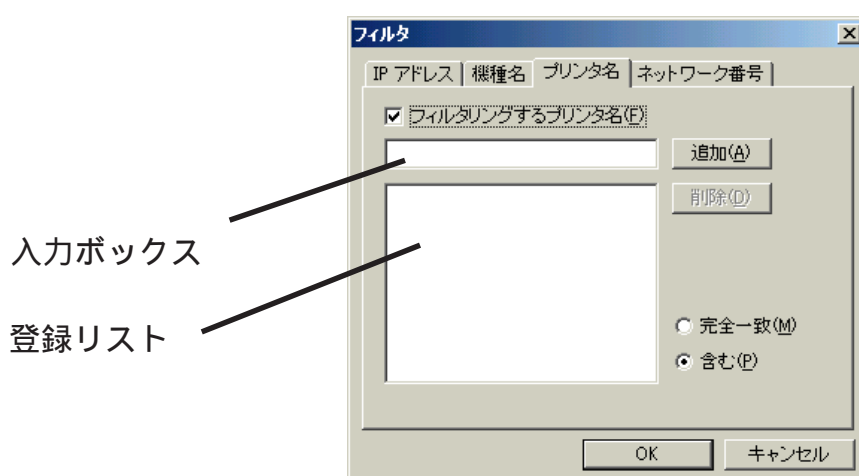 フィルタ
IP アドレス 機種名 プリンタ名 ネットワーク番号
フィルタリングするプリンタ名(F)
追加(A)
削除(D)
入力ボックス
登録リスト
完全一致(M)
含む(P)
OK キャンセル